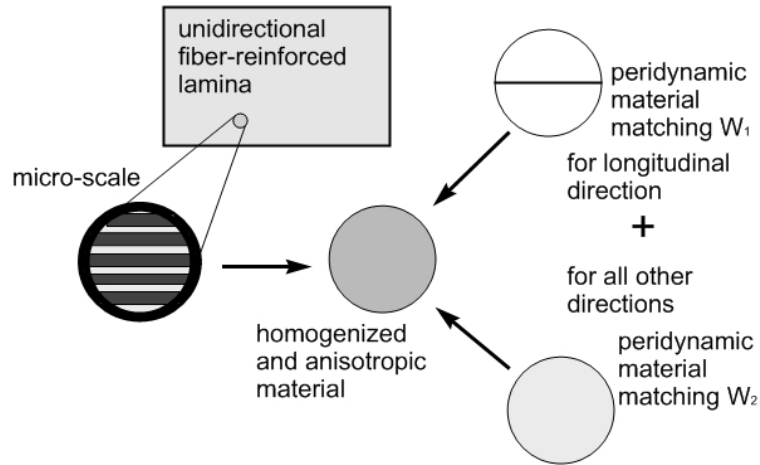 unidirectional
fiber-reinforced
lamina
micro-scale
homogenized
and anisotropic
material
peridynamic
material
matching W₁
for longitudinal
direction
+
for all other
directions
peridynamic
material
matching W₂